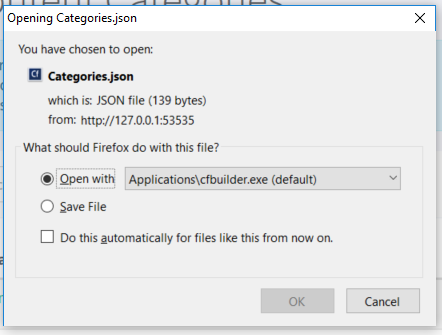 Opening Categories.json
You have chosen to open:
Cf Categories.json
which is: JSON file (139 bytes)
from: http://127.0.0.1:53535
What should Firefox do with this file?
Open with Applications\cfbuilder.exe (default)
Save File
Do this automatically for files like this from now on.
OK Cancel